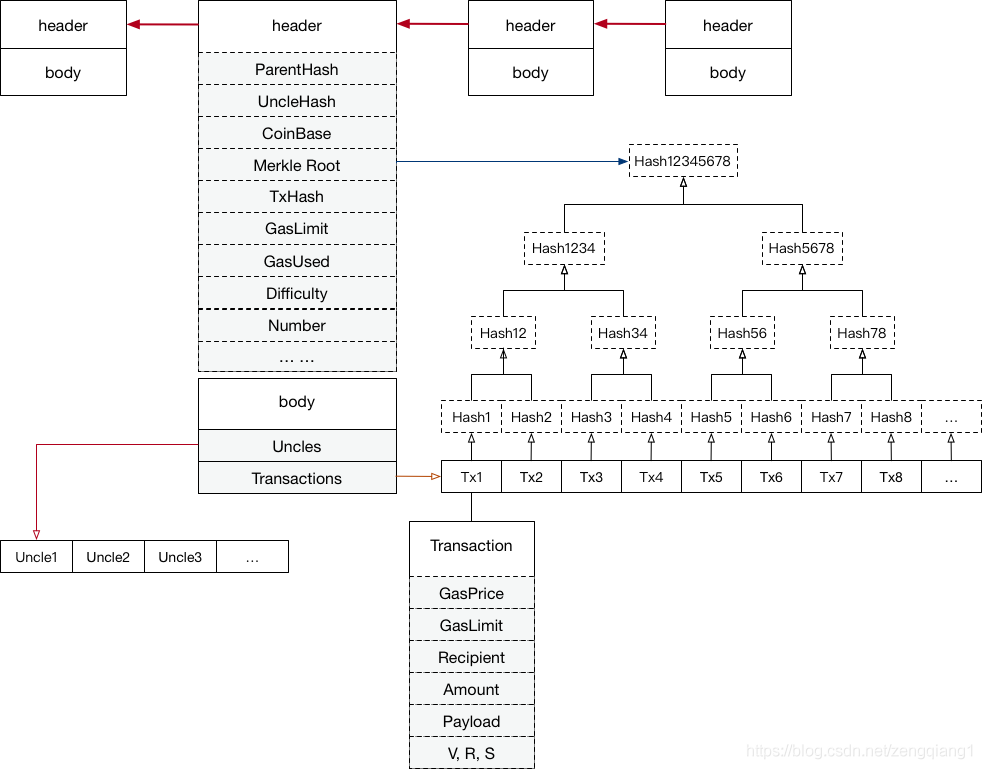 header
header
header
header
body
body
body
ParentHash
UncleHash
CoinBase
Merkle Root
TxHash
GasLimit
GasUsed
Difficulty
Number
... ...
body
Uncles
Transactions
Hash12345678
Hash1234
Hash5678
Hash12
Hash34
Hash56
Hash78
Hash1 Hash2 Hash3 Hash4 Hash5 Hash6 Hash7 Hash8 ...
Tx1 Tx2 Tx3 Tx4 Tx5 Tx6 Tx7 Tx8 ...
Uncle1 Uncle2 Uncle3 ...
Transaction
GasPrice
GasLimit
Recipient
Amount
Payload
V, R, S
https://blog.csdn.net/zengqiang1